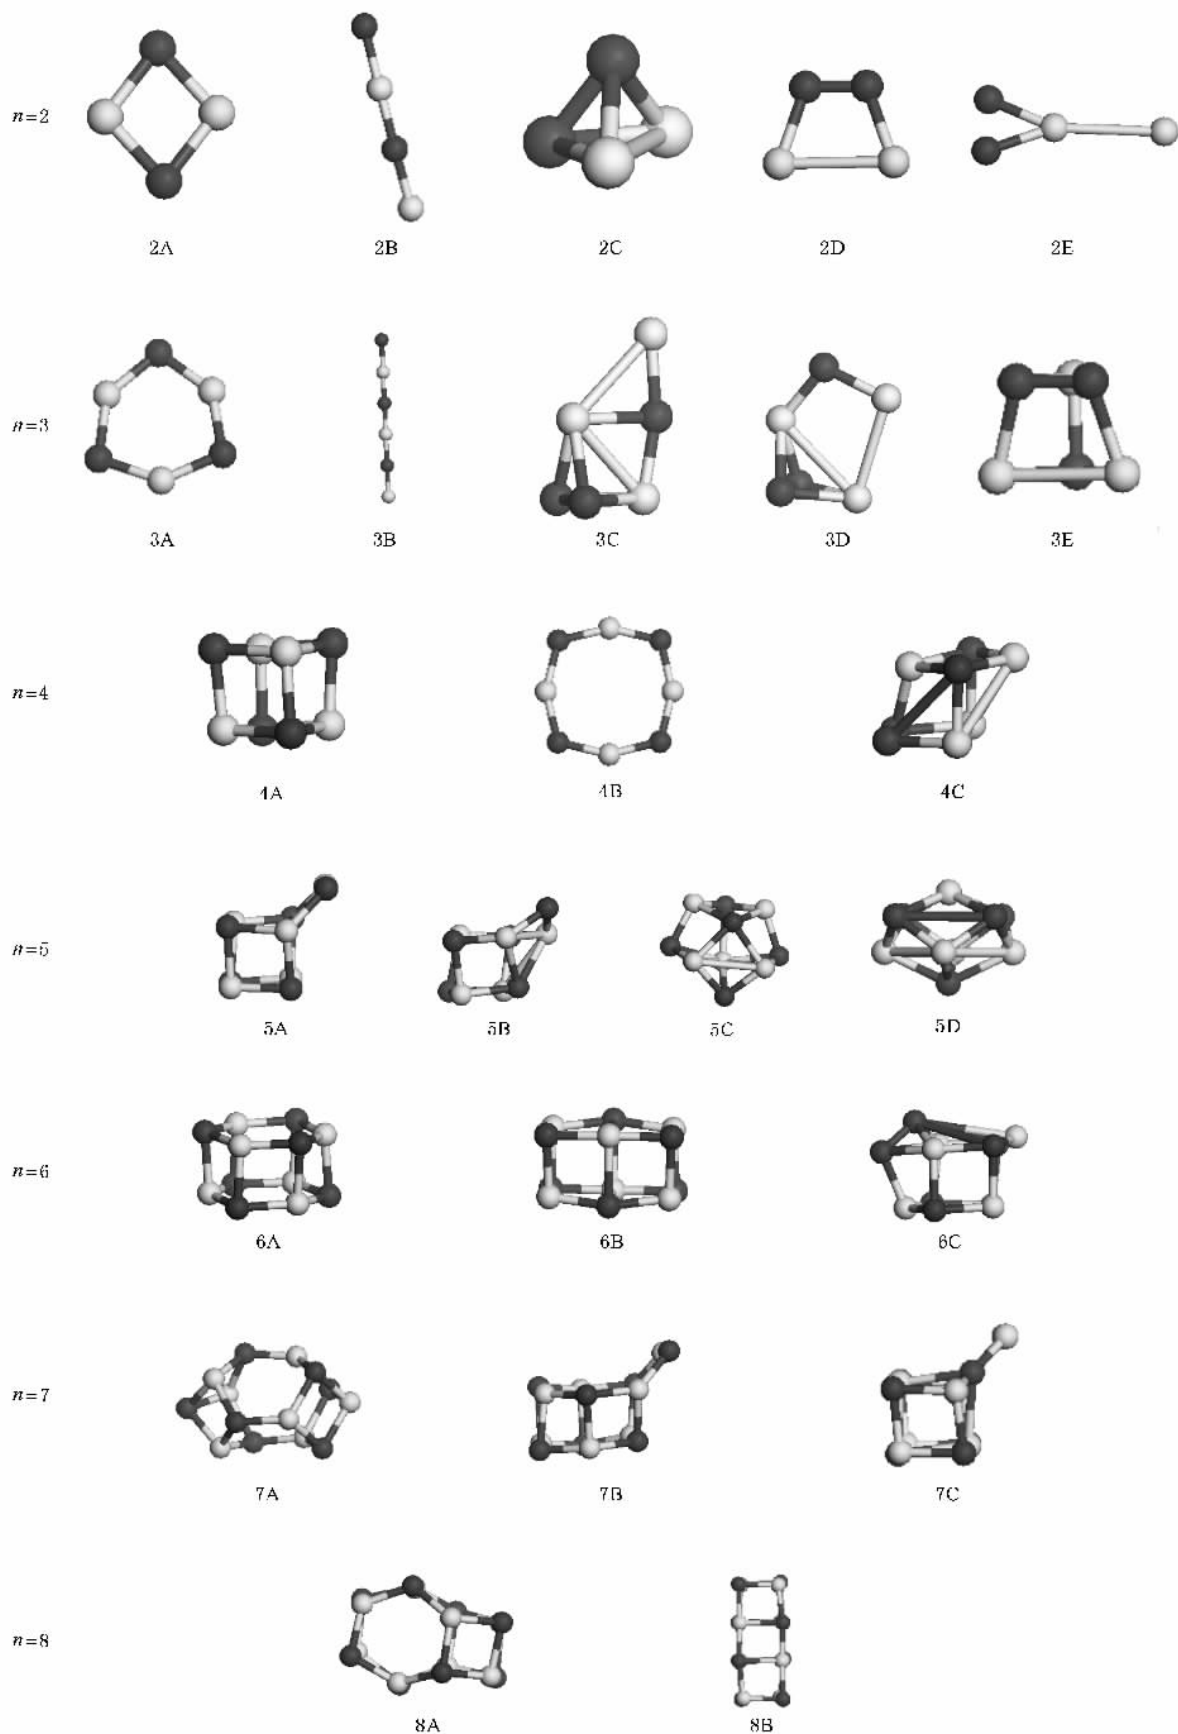 n=2
2A 2B 2C 2D 2E
n=3
3A 3B 3C 3D 3E
n=4
4A 4B 4C
n=5
5A 5B 5C 5D
n=6
6A 6B 6C
n=7
7A 7B 7C
n=8
8A 8B